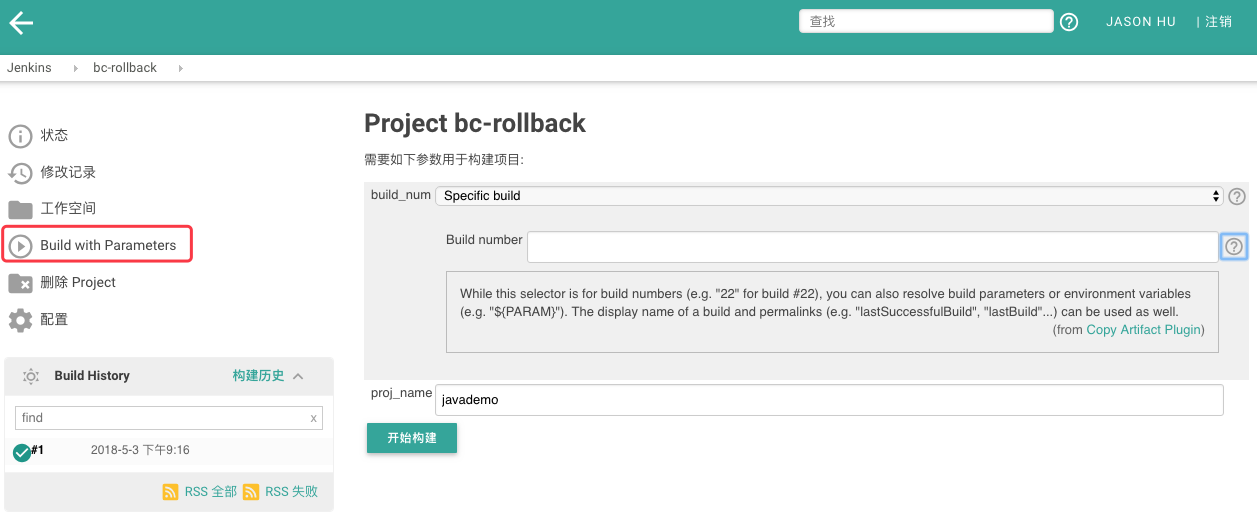 查找
JASON HU
| 注销
Jenkins
bc-rollback
状态
修改记录
工作空间
Build with Parameters
删除 Project
配置
Build History
构建历史
find
x
#1
2018-5-3 下午9:16
RSS 全部
RSS 失败
Project bc-rollback
需要如下参数用于构建项目:
build_num
Specific build
Build number
While this selector is for build numbers (e.g. "22" for build #22), you can also resolve build parameters or environment variables
(e.g. "${PARAM}"). The display name of a build and permalinks (e.g. "lastSuccessfulBuild", "lastBuild"...) can be used as well.
(from Copy Artifact Plugin)
proj_name
javademo
开始构建